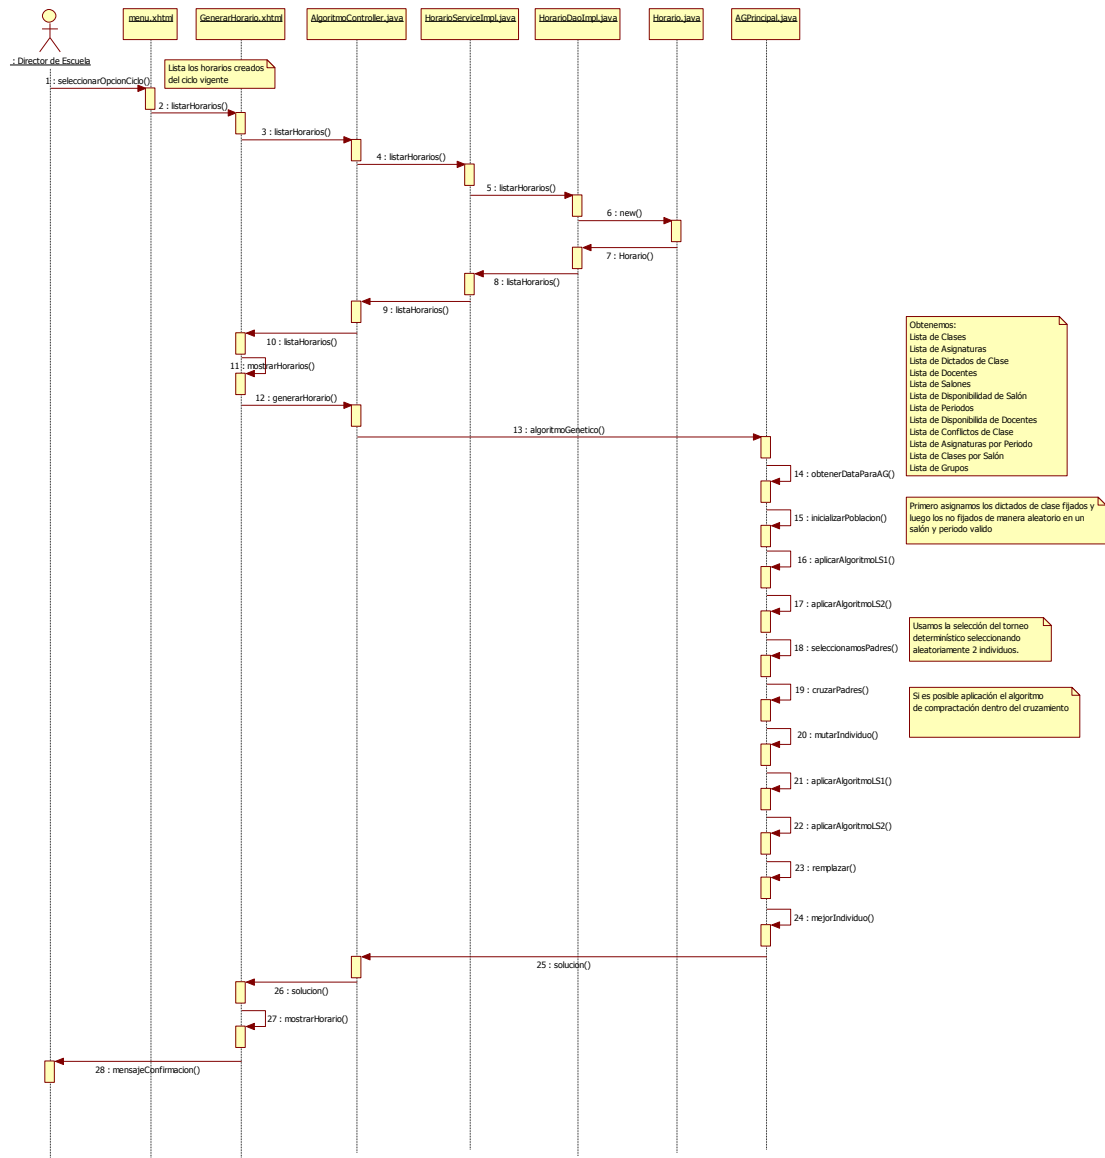 menu.xhtml
GenerarHorario.xhtml
AlgoritmoController.java
HorarioServiceImpl.java
HorarioDaoImpl.java
Horario.java
AGPrincipal.java
: Director de Escuela
Lista los horarios creados
del ciclo vigente
1 : seleccionarOpcionCiclo()
2 : listarHorarios()
3 : listarHorarios()
4 : listarHorarios()
5 : listarHorarios()
6 : new()
7 : Horario()
8 : listaHorarios()
9 : listaHorarios()
10 : listaHorarios()
11 : mostrarHorarios()
12 : generarHorario()
13 : algoritmoGenetico()
Obtenemos:
Lista de Clases
Lista de Asignaturas
Lista de Dictados de Clase
Lista de Docentes
Lista de Salones
Lista de Disponibilidad de Salón
Lista de Periodos
Lista de Disponibilida de Docentes
Lista de Conflictos de Clase
Lista de Asignaturas por Periodo
Lista de Clases por Salón
Lista de Grupos
14 : obtenerDataParaAG()
15 : inicializarPoblacion()
Primero asignamos los dictados de clase fijados y
luego los no fijados de manera aleatorio en un
salón y periodo valido
16 : aplicarAlgoritmoLS1()
17 : aplicarAlgoritmoLS2()
18 : seleccionamosPadres()
Usamos la selección del torneo
determinístico seleccionando
aleatoriamente 2 individuos.
19 : cruzarPadres()
Si es posible aplicación el algoritmo
de compractación dentro del cruzamiento
20 : mutarIndividuo()
21 : aplicarAlgoritmoLS1()
22 : aplicarAlgoritmoLS2()
23 : remplazar()
24 : mejorIndividuo()
25 : solucion()
26 : solucion()
27 : mostrarHorario()
28 : mensajeConfirmacion()